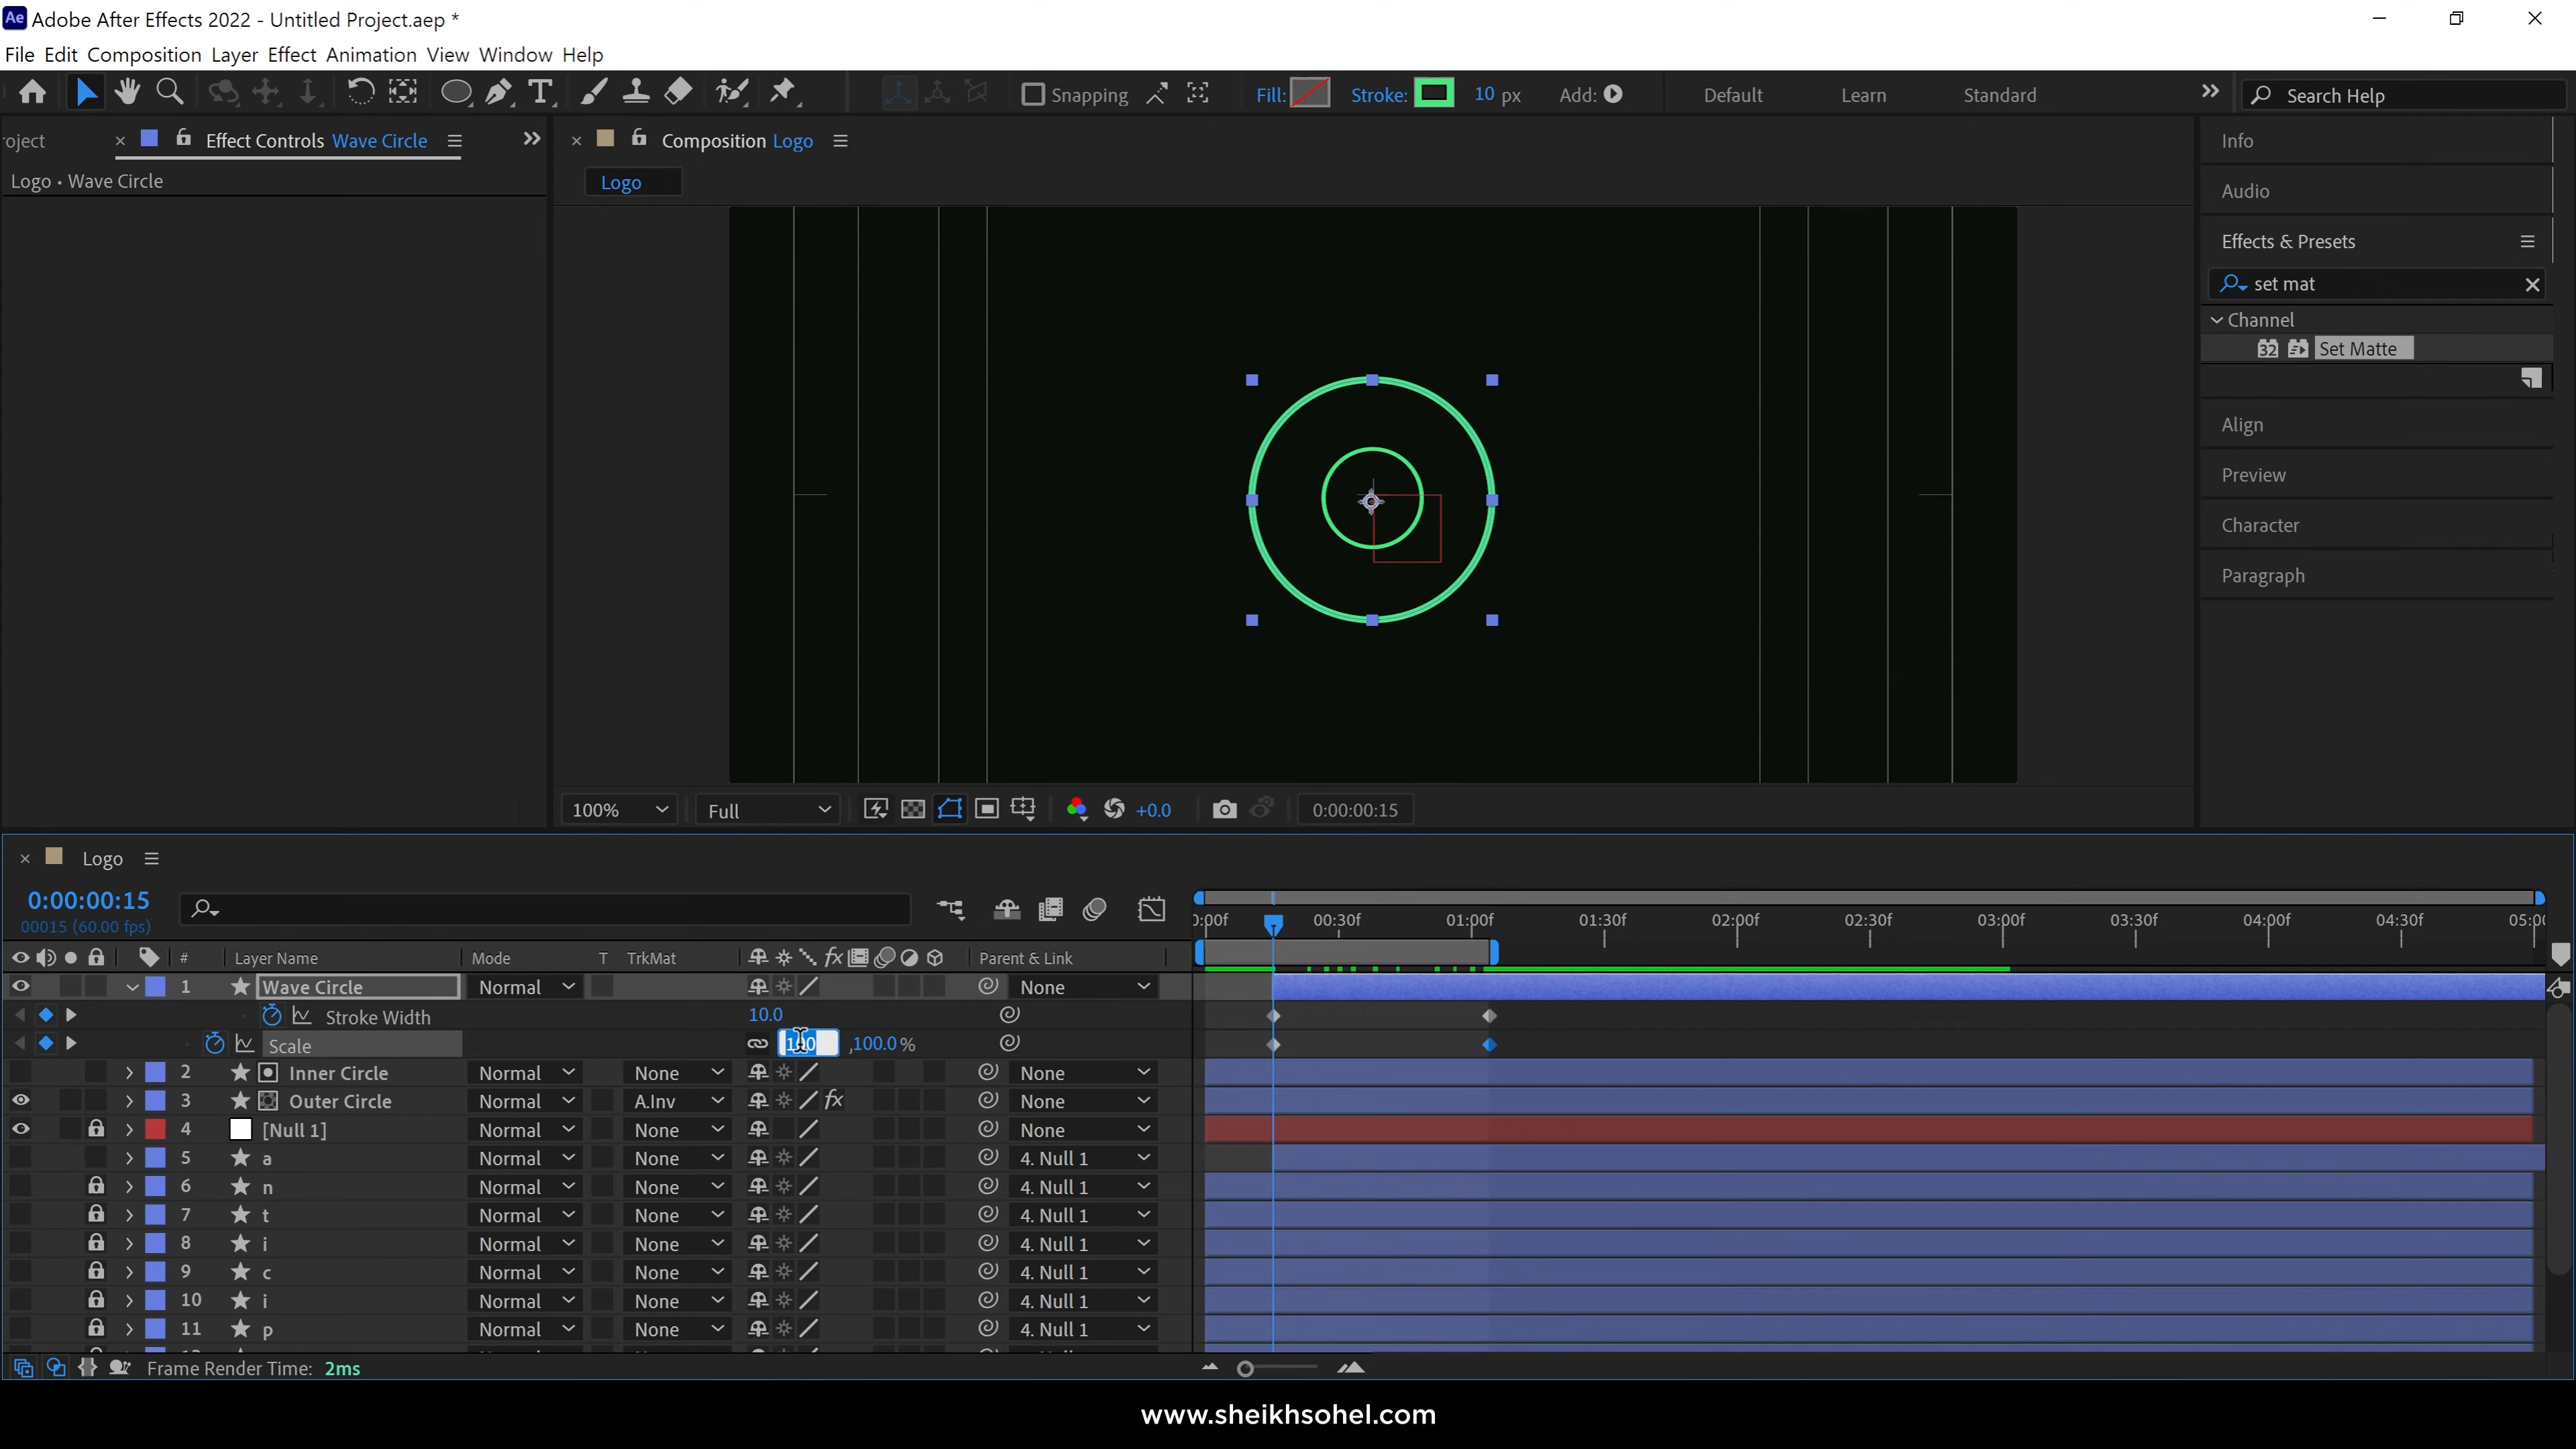 Ae Adobe After Effects 2022 - Untitled Project.aep *
File Edit Composition Layer Effect Animation View Window Help
Snapping Fill: Stroke: 10 px Add: Default Learn Standard Search Help
roject Effect Controls Wave Circle
Composition Logo
Logo • Wave Circle
Logo
Info
Audio
Effects & Presets
set mat
Channel
32 Set Matte
Align
Preview
Character
Paragraph
100% Full +0.0 0:00:00:15
Logo
0:00:00:15
00015 (60.00 fps)
0:00f 00:30f 01:00f 01:30f 02:00f 02:30f 03:00f 03:30f 04:00f 04:30f 05:00
# Layer Name Mode T TrkMat fx Parent & Link
1 Wave Circle Normal None
Stroke Width 10.0
Scale ,100.0%
2 Inner Circle Normal None None
3 Outer Circle Normal A.Inv fx None
4 [Null 1] Normal None None
5 a Normal None 4. Null 1
6 n Normal None 4. Null 1
7 t Normal None 4. Null 1
8 i Normal None 4. Null 1
9 c Normal None 4. Null 1
10 i Normal None 4. Null 1
11 p Normal None 4. Null 1
Frame Render Time: 2ms
www.sheikhsohel.com